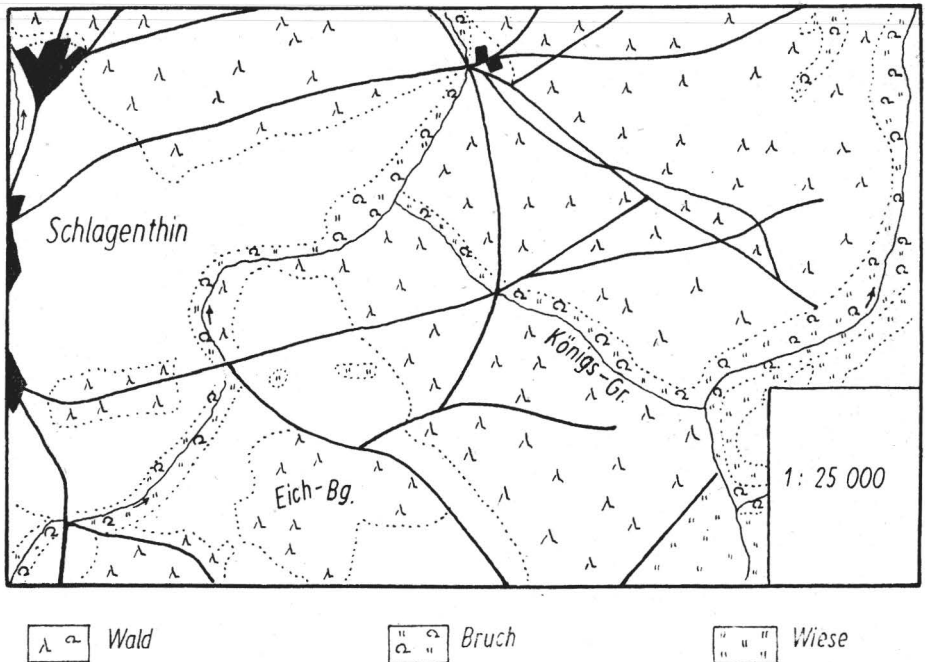 Schlagenthin
Königs-Gr.
Eich-Bg.
1: 25 000
Wald
Bruch
Wiese